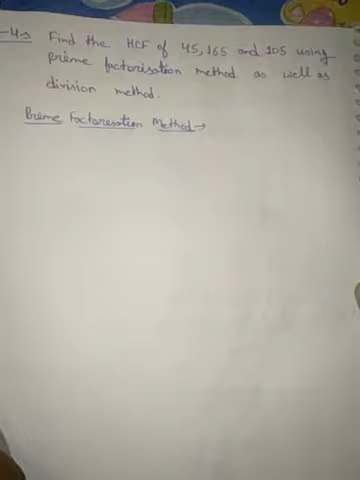 -4→ Find the HCF of 45, 165 and 105 using
prime factorisation method as well as
division method.
Prime Factorisation Method→